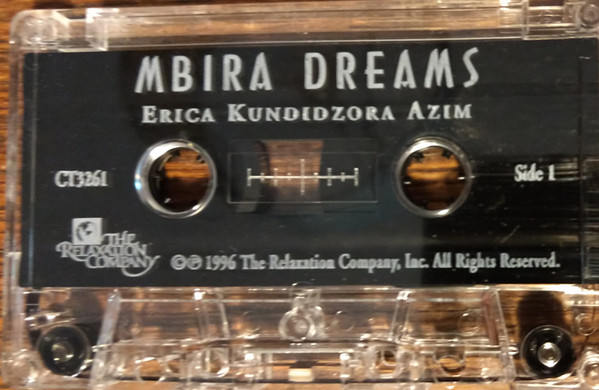 MBIRA DREAMS
ERICA KUNDIDZORA AZIM
CT3261
Side 1
THE
RELAXATION
COMPANY
©℗ 1996 The Relaxation Company, Inc. All Rights Reserved.